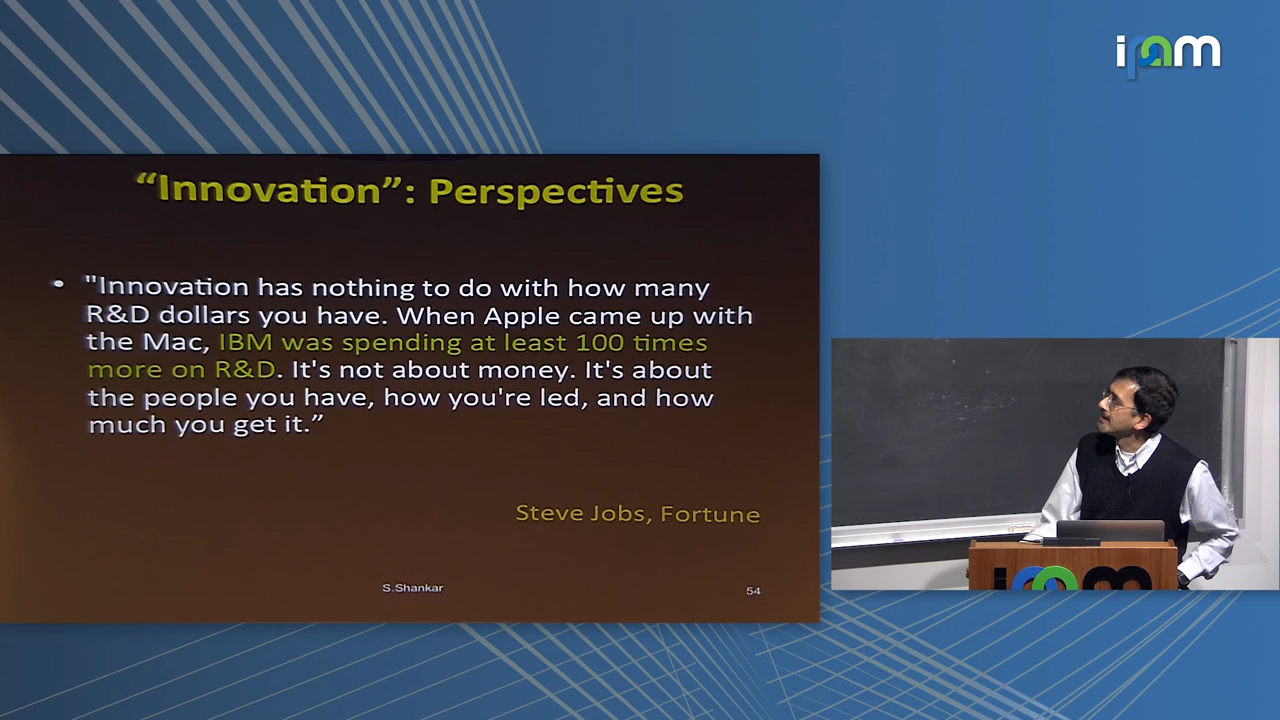 ipam
“Innovation”: Perspectives
• "Innovation has nothing to do with how many
R&D dollars you have. When Apple came up with
the Mac, IBM was spending at least 100 times
more on R&D. It's not about money. It's about
the people you have, how you're led, and how
much you get it.”
Steve Jobs, Fortune
S.Shankar
54
ipam